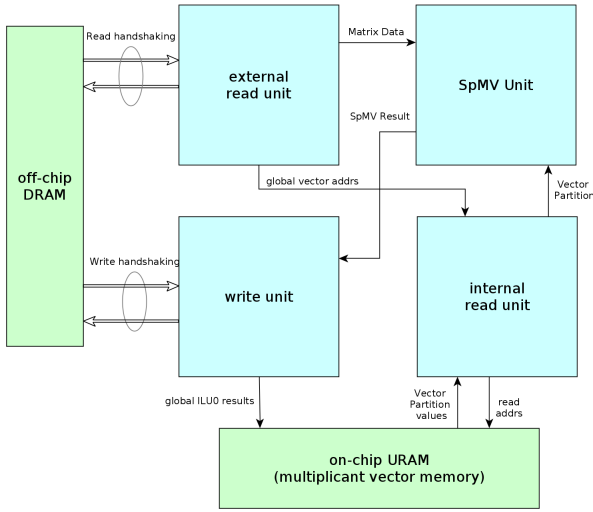 Read handshaking
Matrix Data
external
read unit
SpMV Unit
SpMV Result
off-chip
DRAM
global vector addrs
Vector
Partition
Write handshaking
write unit
internal
read unit
global ILU0 results
Vector
Partition
values
read
addrs
on-chip URAM
(multiplicant vector memory)